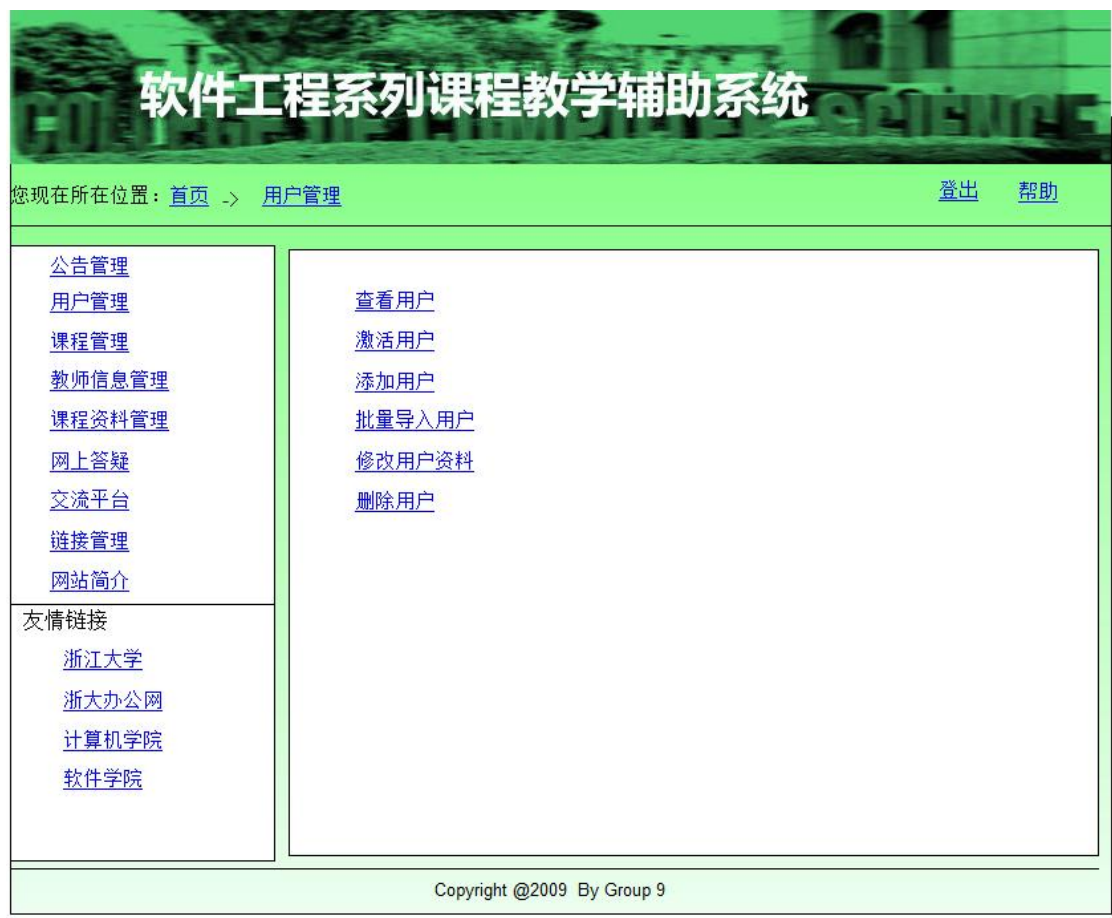 软件工程系列课程教学辅助系统
COLLEGE OF COMPUTER SCIENCE
您现在所在位置：首页 -> 用户管理
登出 帮助
公告管理
用户管理
课程管理
教师信息管理
课程资料管理
网上答疑
交流平台
链接管理
网站简介
友情链接
浙江大学
浙大办公网
计算机学院
软件学院
查看用户
激活用户
添加用户
批量导入用户
修改用户资料
删除用户
Copyright @2009 By Group 9